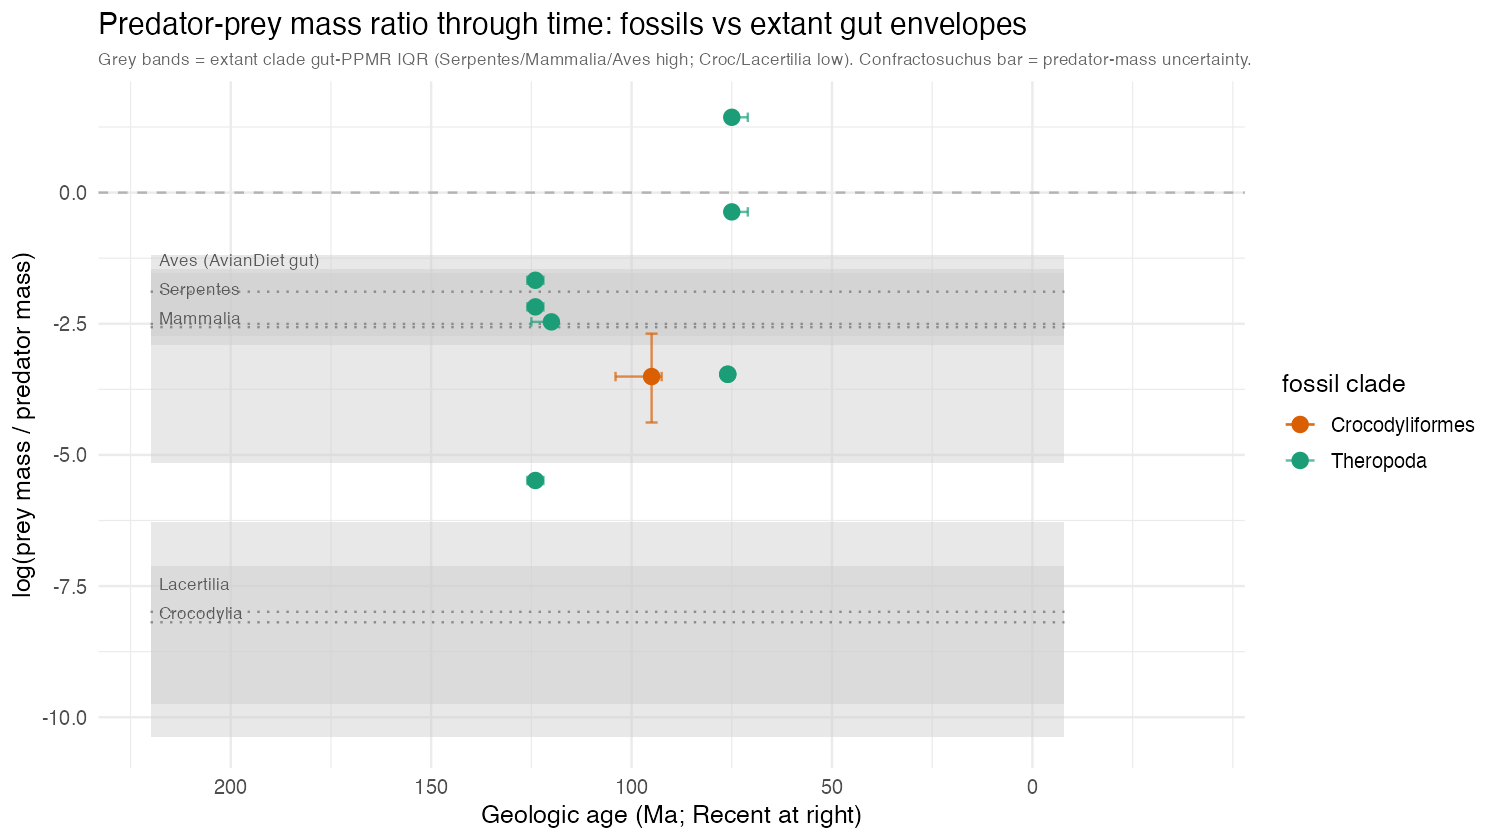 Predator-prey mass ratio through time: fossils vs extant gut envelopes
Grey bands = extant clade gut-PPMR IQR (Serpentes/Mammalia/Aves high; Croc/Lacertilia low). Confractosuchus bar = predator-mass uncertainty.
log(prey mass / predator mass)
0.0
-2.5
-5.0
-7.5
-10.0
Aves (AvianDiet gut)
Serpentes
Mammalia
Lacertilia
Crocodylia
200
150
100
50
0
Geologic age (Ma; Recent at right)
fossil clade
Crocodyliformes
Theropoda